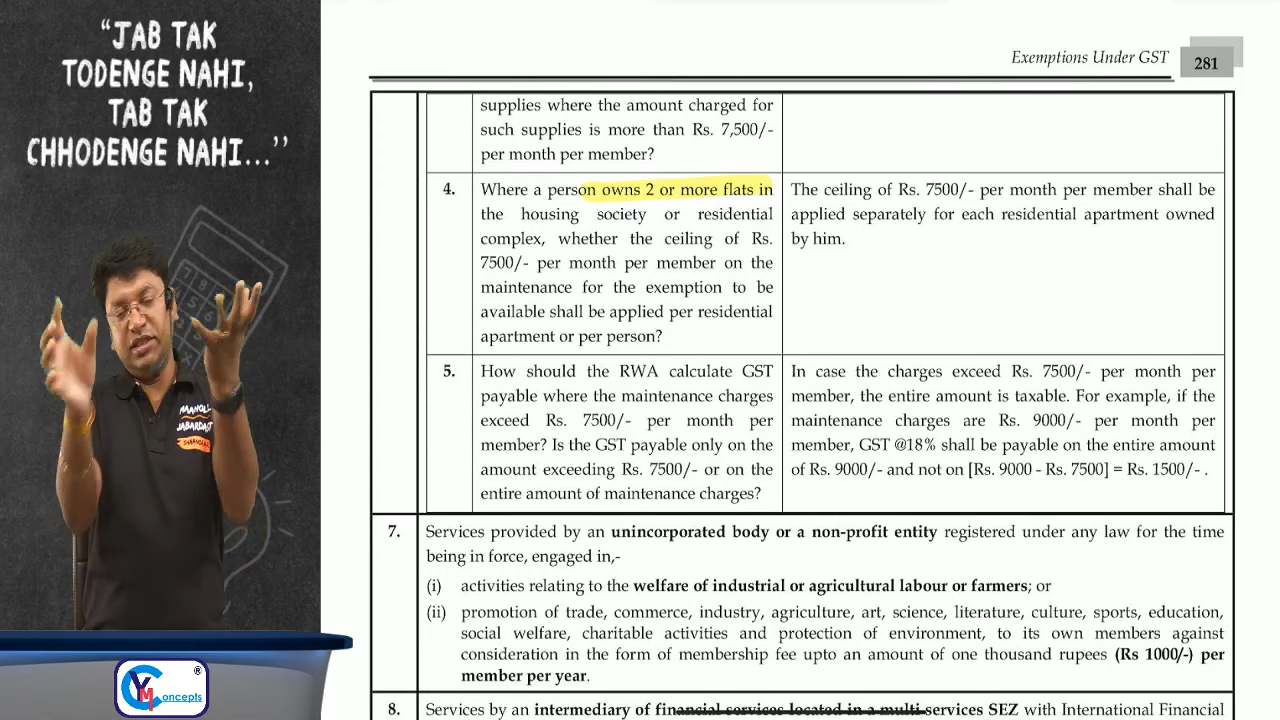 “JAB TAK
TODENGE NAHI,
TAB TAK
CHHODENGE NAHI...’’
Exemptions Under GST 281
supplies where the amount charged for
such supplies is more than Rs. 7,500/-
per month per member?
4. Where a person owns 2 or more flats in
the housing society or residential
complex, whether the ceiling of Rs.
7500/- per month per member on the
maintenance for the exemption to be
available shall be applied per residential
apartment or per person?
The ceiling of Rs. 7500/- per month per member shall be
applied separately for each residential apartment owned
by him.
5. How should the RWA calculate GST
payable where the maintenance charges
exceed Rs. 7500/- per month per
member? Is the GST payable only on the
amount exceeding Rs. 7500/- or on the
entire amount of maintenance charges?
In case the charges exceed Rs. 7500/- per month per
member, the entire amount is taxable. For example, if the
maintenance charges are Rs. 9000/- per month per
member, GST @18% shall be payable on the entire amount
of Rs. 9000/- and not on [Rs. 9000 - Rs. 7500] = Rs. 1500/- .
7. Services provided by an unincorporated body or a non-profit entity registered under any law for the time
being in force, engaged in,-
(i) activities relating to the welfare of industrial or agricultural labour or farmers; or
(ii) promotion of trade, commerce, industry, agriculture, art, science, literature, culture, sports, education,
social welfare, charitable activities and protection of environment, to its own members against
consideration in the form of membership fee upto an amount of one thousand rupees (Rs 1000/-) per
member per year.
8. Services by an intermediary of financial services located in a multi services SEZ with International Financial
JABARDAST
YM Concepts